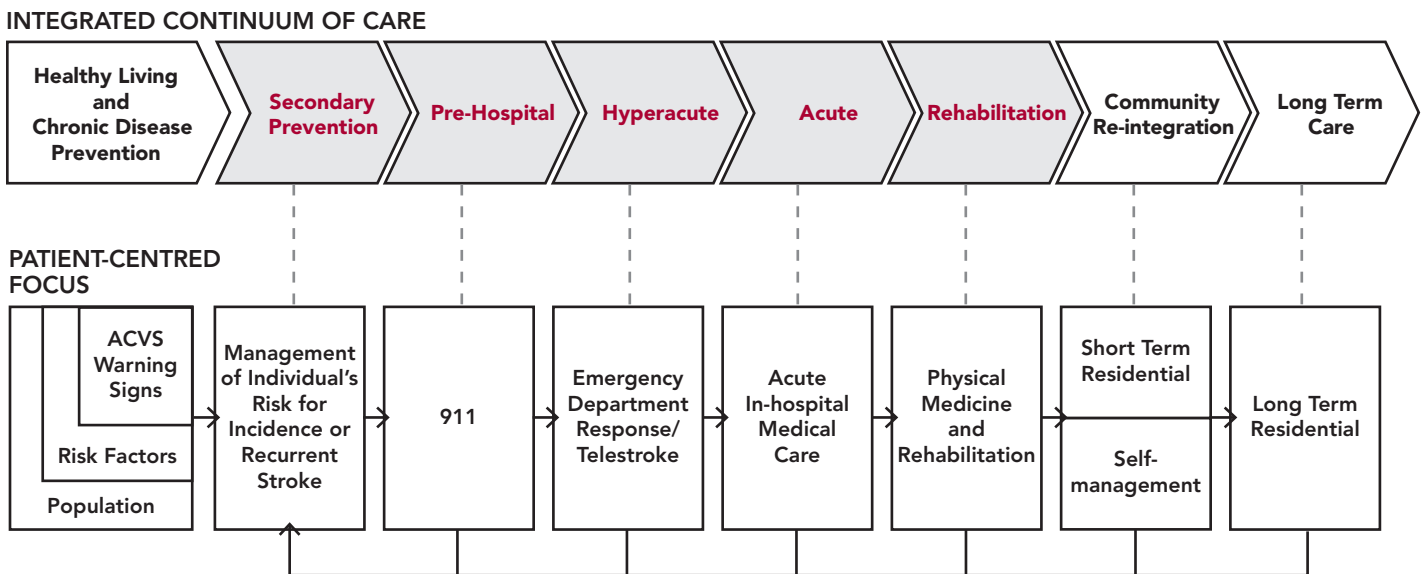 INTEGRATED CONTINUUM OF CARE
Healthy Living
and
Chronic Disease
Prevention
Secondary
Prevention
Pre-Hospital
Hyperacute
Acute
Rehabilitation
Community
Re-integration
Long Term
Care
PATIENT-CENTRED
FOCUS
ACVS
Warning
Signs
Risk Factors
Population
Management
of Individual’s
Risk for
Incidence or
Recurrent
Stroke
911
Emergency
Department
Response/
Telestroke
Acute
In-hospital
Medical
Care
Physical
Medicine
and
Rehabilitation
Short Term
Residential
Self-
management
Long Term
Residential